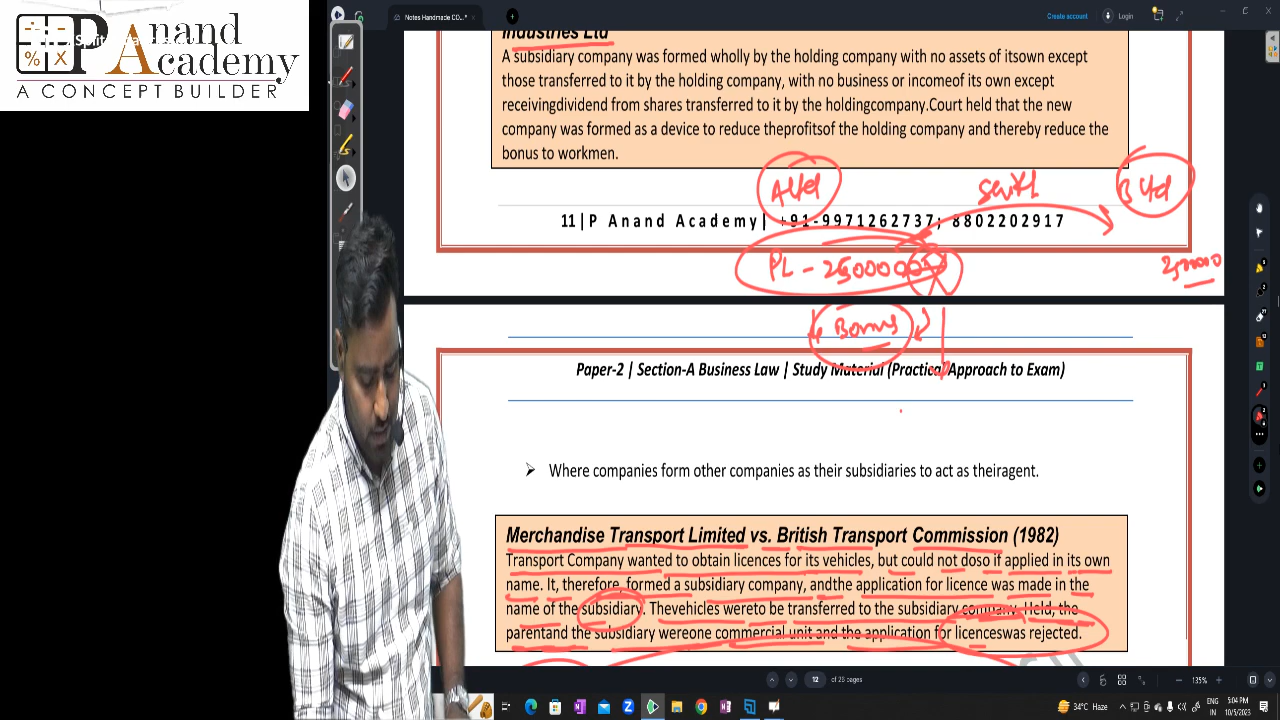 P Anand
Academy
A CONCEPT BUILDER
% X
Notes Handmade CO...*
Create account
Login
Industries Ltd
A subsidiary company was formed wholly by the holding company with no assets of itsown except
those transferred to it by the holding company, with no business or incomeof its own except
receivingdividend from shares transferred to it by the holdingcompany.Court held that the new
company was formed as a device to reduce theprofitsof the holding company and thereby reduce the
bonus to workmen.
A Ltd
B Ltd
11|P Anand Academy| +91-9971262737; 8802202917
Bonus
Paper-2 | Section-A Business Law | Study Material (Practical Approach to Exam)
➤ Where companies form other companies as their subsidiaries to act as theiragent.
Merchandise Transport Limited vs. British Transport Commission (1982)
Transport Company wanted to obtain licences for its vehicles, but could not doso if applied in its own
name. It, therefore, formed a subsidiary company, andthe application for licence was made in the
name of the subsidiary. Thevehicles wereto be transferred to the subsidiary company. Held, the
parentand the subsidiary wereone commercial unit and the application for licenceswas rejected.
12 of 26 pages
135%
34°C Haze
ENG
IN
5:04 PM
10/5/2023